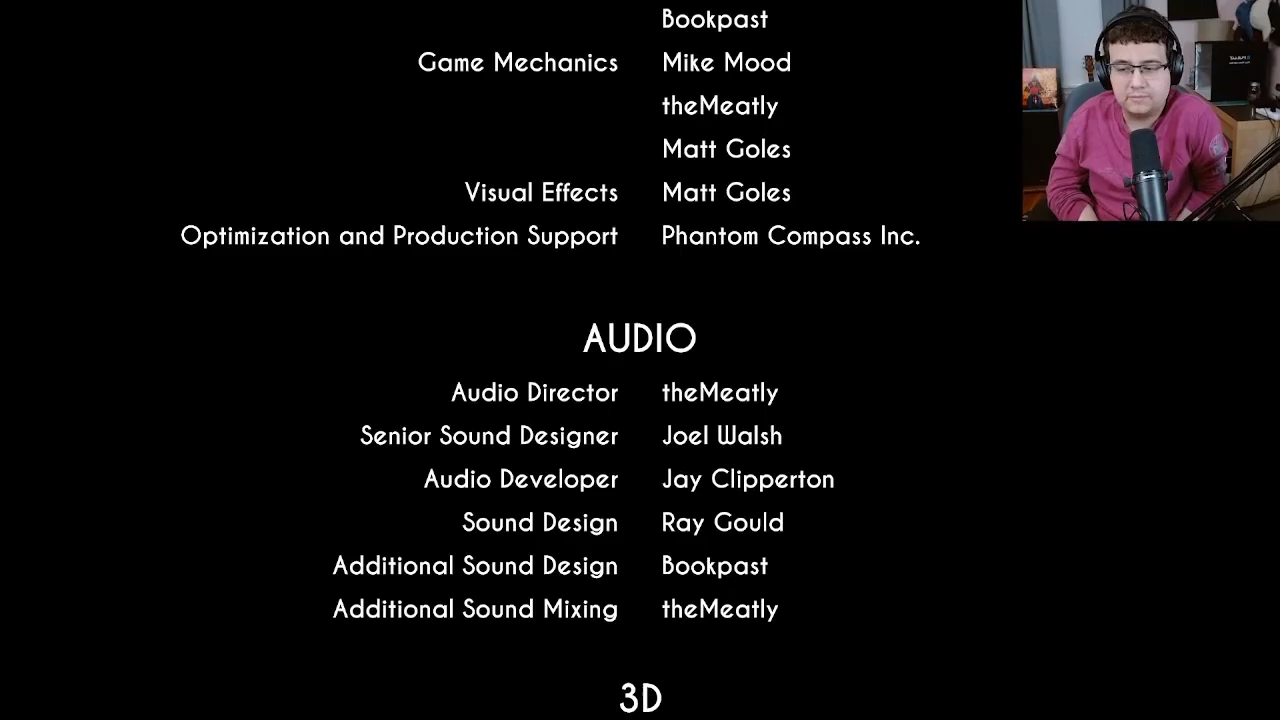 Bookpast
Game Mechanics Mike Mood
theMeatly
Matt Goles
Visual Effects Matt Goles
Optimization and Production Support Phantom Compass Inc.
AUDIO
Audio Director theMeatly
Senior Sound Designer Joel Walsh
Audio Developer Jay Clipperton
Sound Design Ray Gould
Additional Sound Design Bookpast
Additional Sound Mixing theMeatly
3D